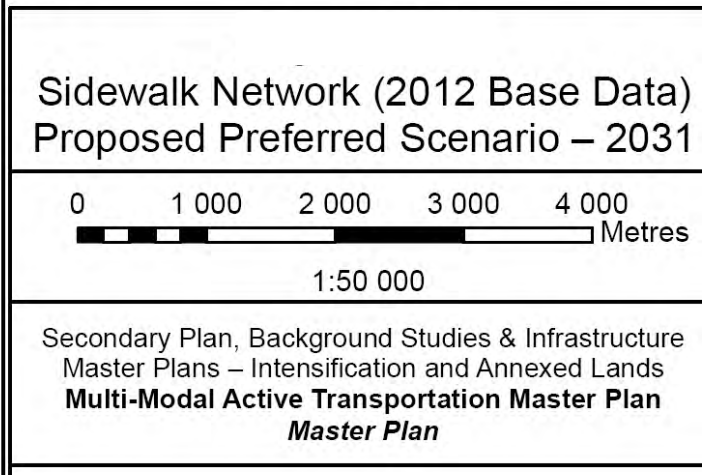 Sidewalk Network (2012 Base Data)
Proposed Preferred Scenario – 2031
0 1 000 2 000 3 000 4 000
Metres
1:50 000
Secondary Plan, Background Studies & Infrastructure
Master Plans – Intensification and Annexed Lands
Multi-Modal Active Transportation Master Plan
Master Plan